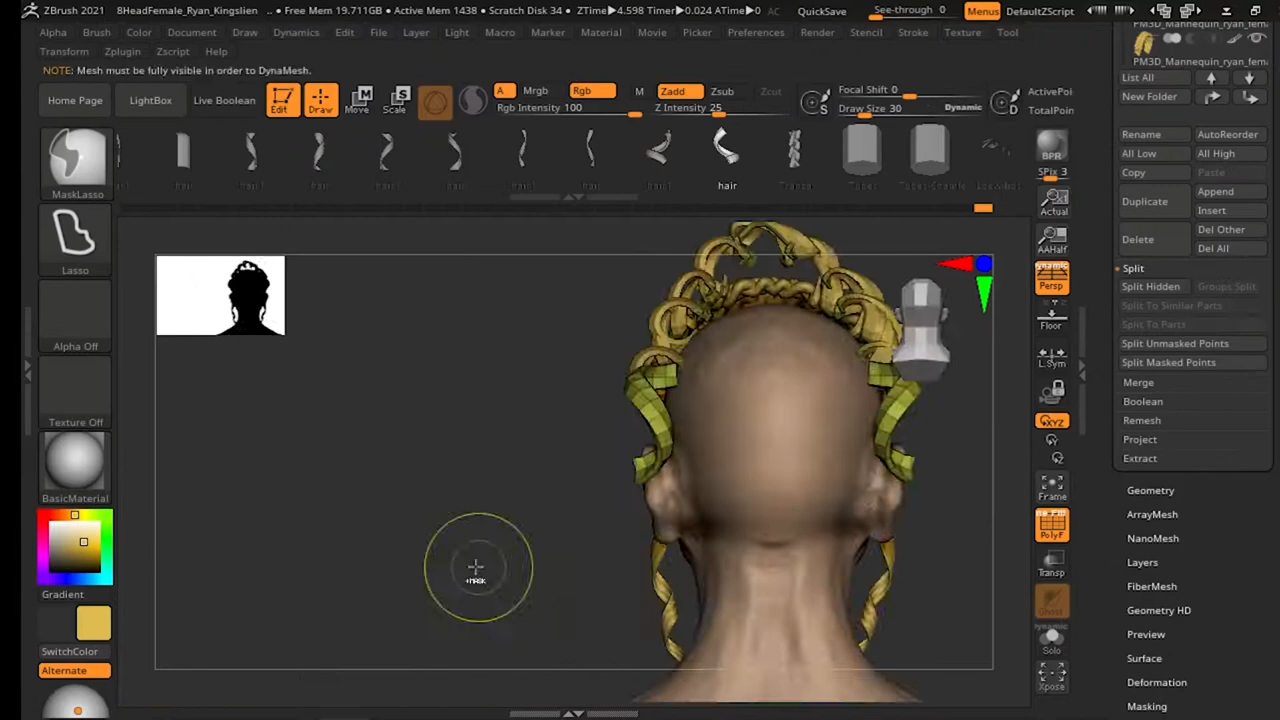 ZBrush 2021 8HeadFemale_Ryan_Kingslien .. • Free Mem 19.711GB • Active Mem 1438 • Scratch Disk 34 • ZTime▶4.598 Timer▶0.024 ATime▶0 AC QuickSave See-through 0 Menus DefaultZScript
Alpha Brush Color Document Draw Dynamics Edit File Layer Light Macro Marker Material Movie Picker Preferences Render Stencil Stroke Texture Tool
Transform Zplugin Zscript Help
NOTE: Mesh must be fully visible in order to DynaMesh.
Home Page
LightBox
Live Boolean
Edit
Draw
Move
Scale
A
Mrgb
Rgb
M
Rgb Intensity 100
Zadd
Zsub
Zcut
Z Intensity 25
S
Focal Shift 0
Draw Size 30
Dynamic
D
ActivePoi
TotalPoin
MaskLasso
Lasso
Alpha Off
Texture Off
BasicMaterial
Gradient
SwitchColor
Alternate
hair
+MASK
BPR
SPix 3
Actual
AAHalf
Dynamic
Persp
Floor
L.Sym
XYZ
Frame
PolyF
Transp
Ghost
Dynamic
Solo
Xpose
PM3D_Mannequin_ryan_fema
PM3D_Mannequin_ryan_fema
List All
New Folder
Rename
AutoReorder
All Low
All High
Copy
Paste
Duplicate
Append
Insert
Delete
Del Other
Del All
Split
Split Hidden
Groups Split
Split To Similar Parts
Split To Parts
Split Unmasked Points
Split Masked Points
Merge
Boolean
Remesh
Project
Extract
Geometry
ArrayMesh
NanoMesh
Layers
FiberMesh
Geometry HD
Preview
Surface
Deformation
Masking